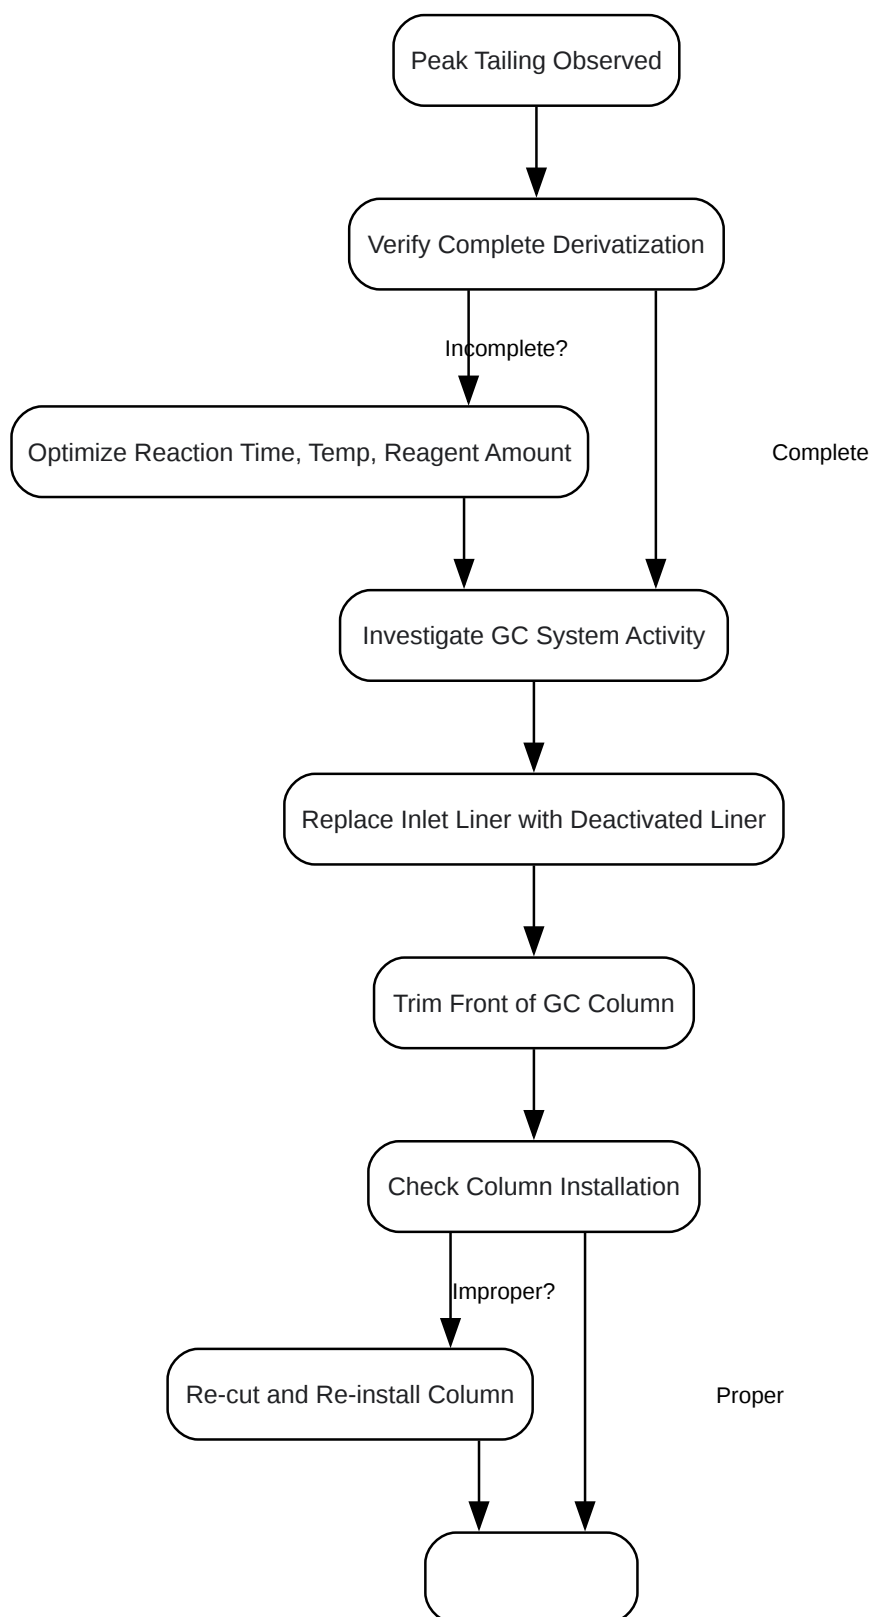 Peak Tailing Observed
Verify Complete Derivatization
Incomplete?
Optimize Reaction Time, Temp, Reagent Amount
Complete
Investigate GC System Activity
Replace Inlet Liner with Deactivated Liner
Trim Front of GC Column
Check Column Installation
Improper?
Re-cut and Re-install Column
Proper